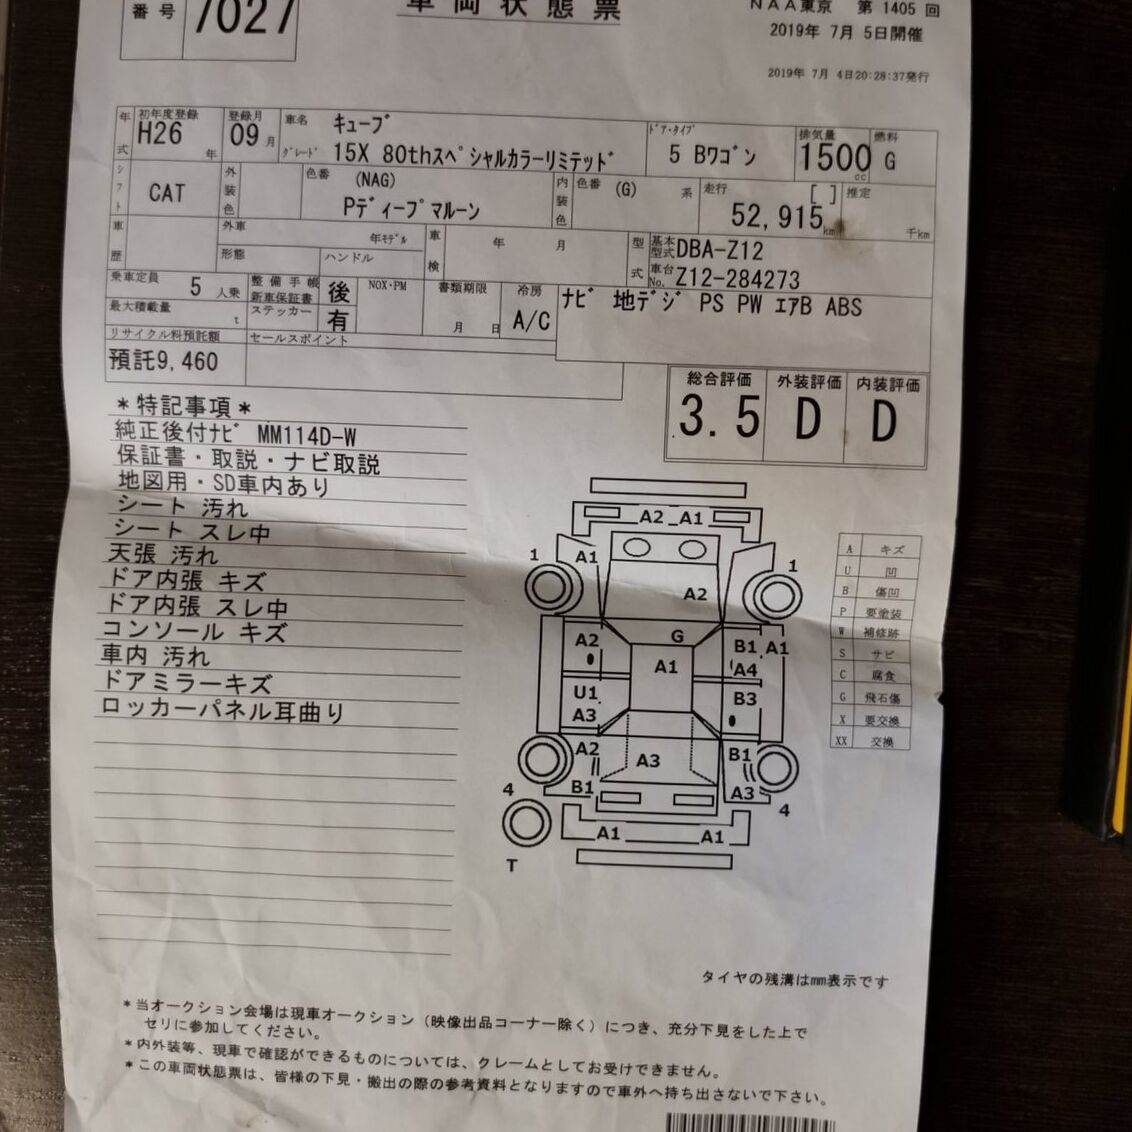 番号 7027
車両状態票
NAA東京 第 1405 回
2019年 7月 5日開催
2019年 7月 4日20:28:37発行
年式 初年度登録 H26 年 登録月 09 月 車名 キューブ
グレード 15X 80thスペシャルカラーリミテッド
ドア・タイプ 5 Bワゴン
排気量 1500 cc 燃料 G
シフト CAT 外装色 色番 (NAG)
Pディープマルーン
内装色 色番 (G) 系
走行 [ ] 52,915 km 推定 千km
車歴 外車 年モデル
形態 ハンドル
車検 年 月
型式 基本型式 DBA-Z12
車台No. Z12-284273
乗車定員 5 人乗
最大積載量 t
整備手帳
新車保証書 後
ステッカー 有
NOX・PM
書類期限 月 日
冷房 A/C
ナビ 地デジ PS PW エアB ABS
リサイクル料預託額
預託9,460
セールスポイント
総合評価 外装評価 内装評価
3.5 D D
*特記事項*
純正後付ナビ MM114D-W
保証書・取説・ナビ取説
地図用・SD車内あり
シート 汚れ
シート スレ中
天張 汚れ
ドア内張 キズ
ドア内張 スレ中
コンソール キズ
車内 汚れ
ドアミラーキズ
ロッカーパネル耳曲り
A2 A1
1 A1 1
A2
G
A2 B1 A1
A1 A4
U1 B3
A3
A2 B1
A3
4 B1 A3 4
A1 A1
T
A キズ
U 凹
B 傷凹
P 要塗装
W 補修跡
S サビ
C 腐食
G 飛石傷
X 要交換
XX 交換
タイヤの残溝はmm表示です
*当オークション会場は現車オークション(映像出品コーナー除く)につき、充分下見をした上で
セリに参加してください。
*内外装等、現車で確認ができるものについては、クレームとしてお受けできません。
*この車両状態票は、皆様の下見・搬出の際の参考資料となりますので車外へ持ち出さないで下さい。